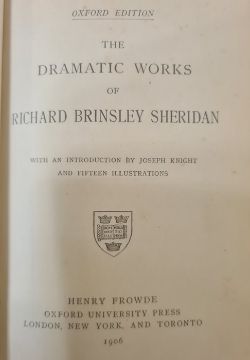 OXFORD EDITION
THE
DRAMATIC WORKS
OF
RICHARD BRINSLEY SHERIDAN
WITH AN INTRODUCTION BY JOSEPH KNIGHT
AND FIFTEEN ILLUSTRATIONS
HENRY FROWDE
OXFORD UNIVERSITY PRESS
LONDON, NEW YORK, AND TORONTO
1906